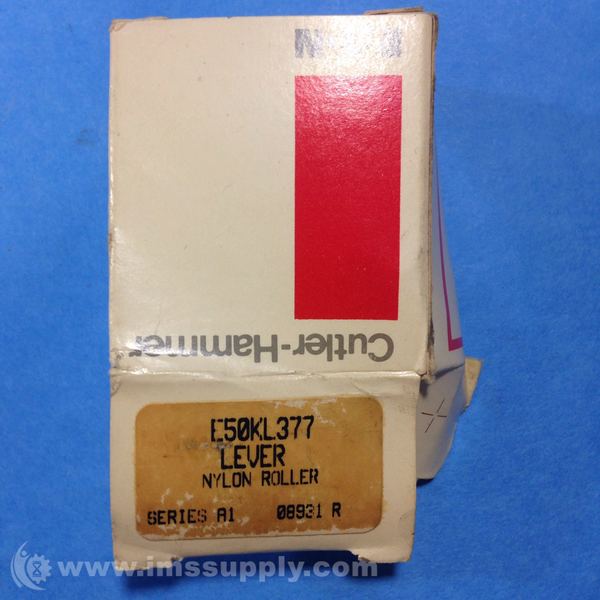 Cutler-Hammer
E50KL377
LEVER
NYLON ROLLER
SERIES A1 08931 R
www.imssupply.com